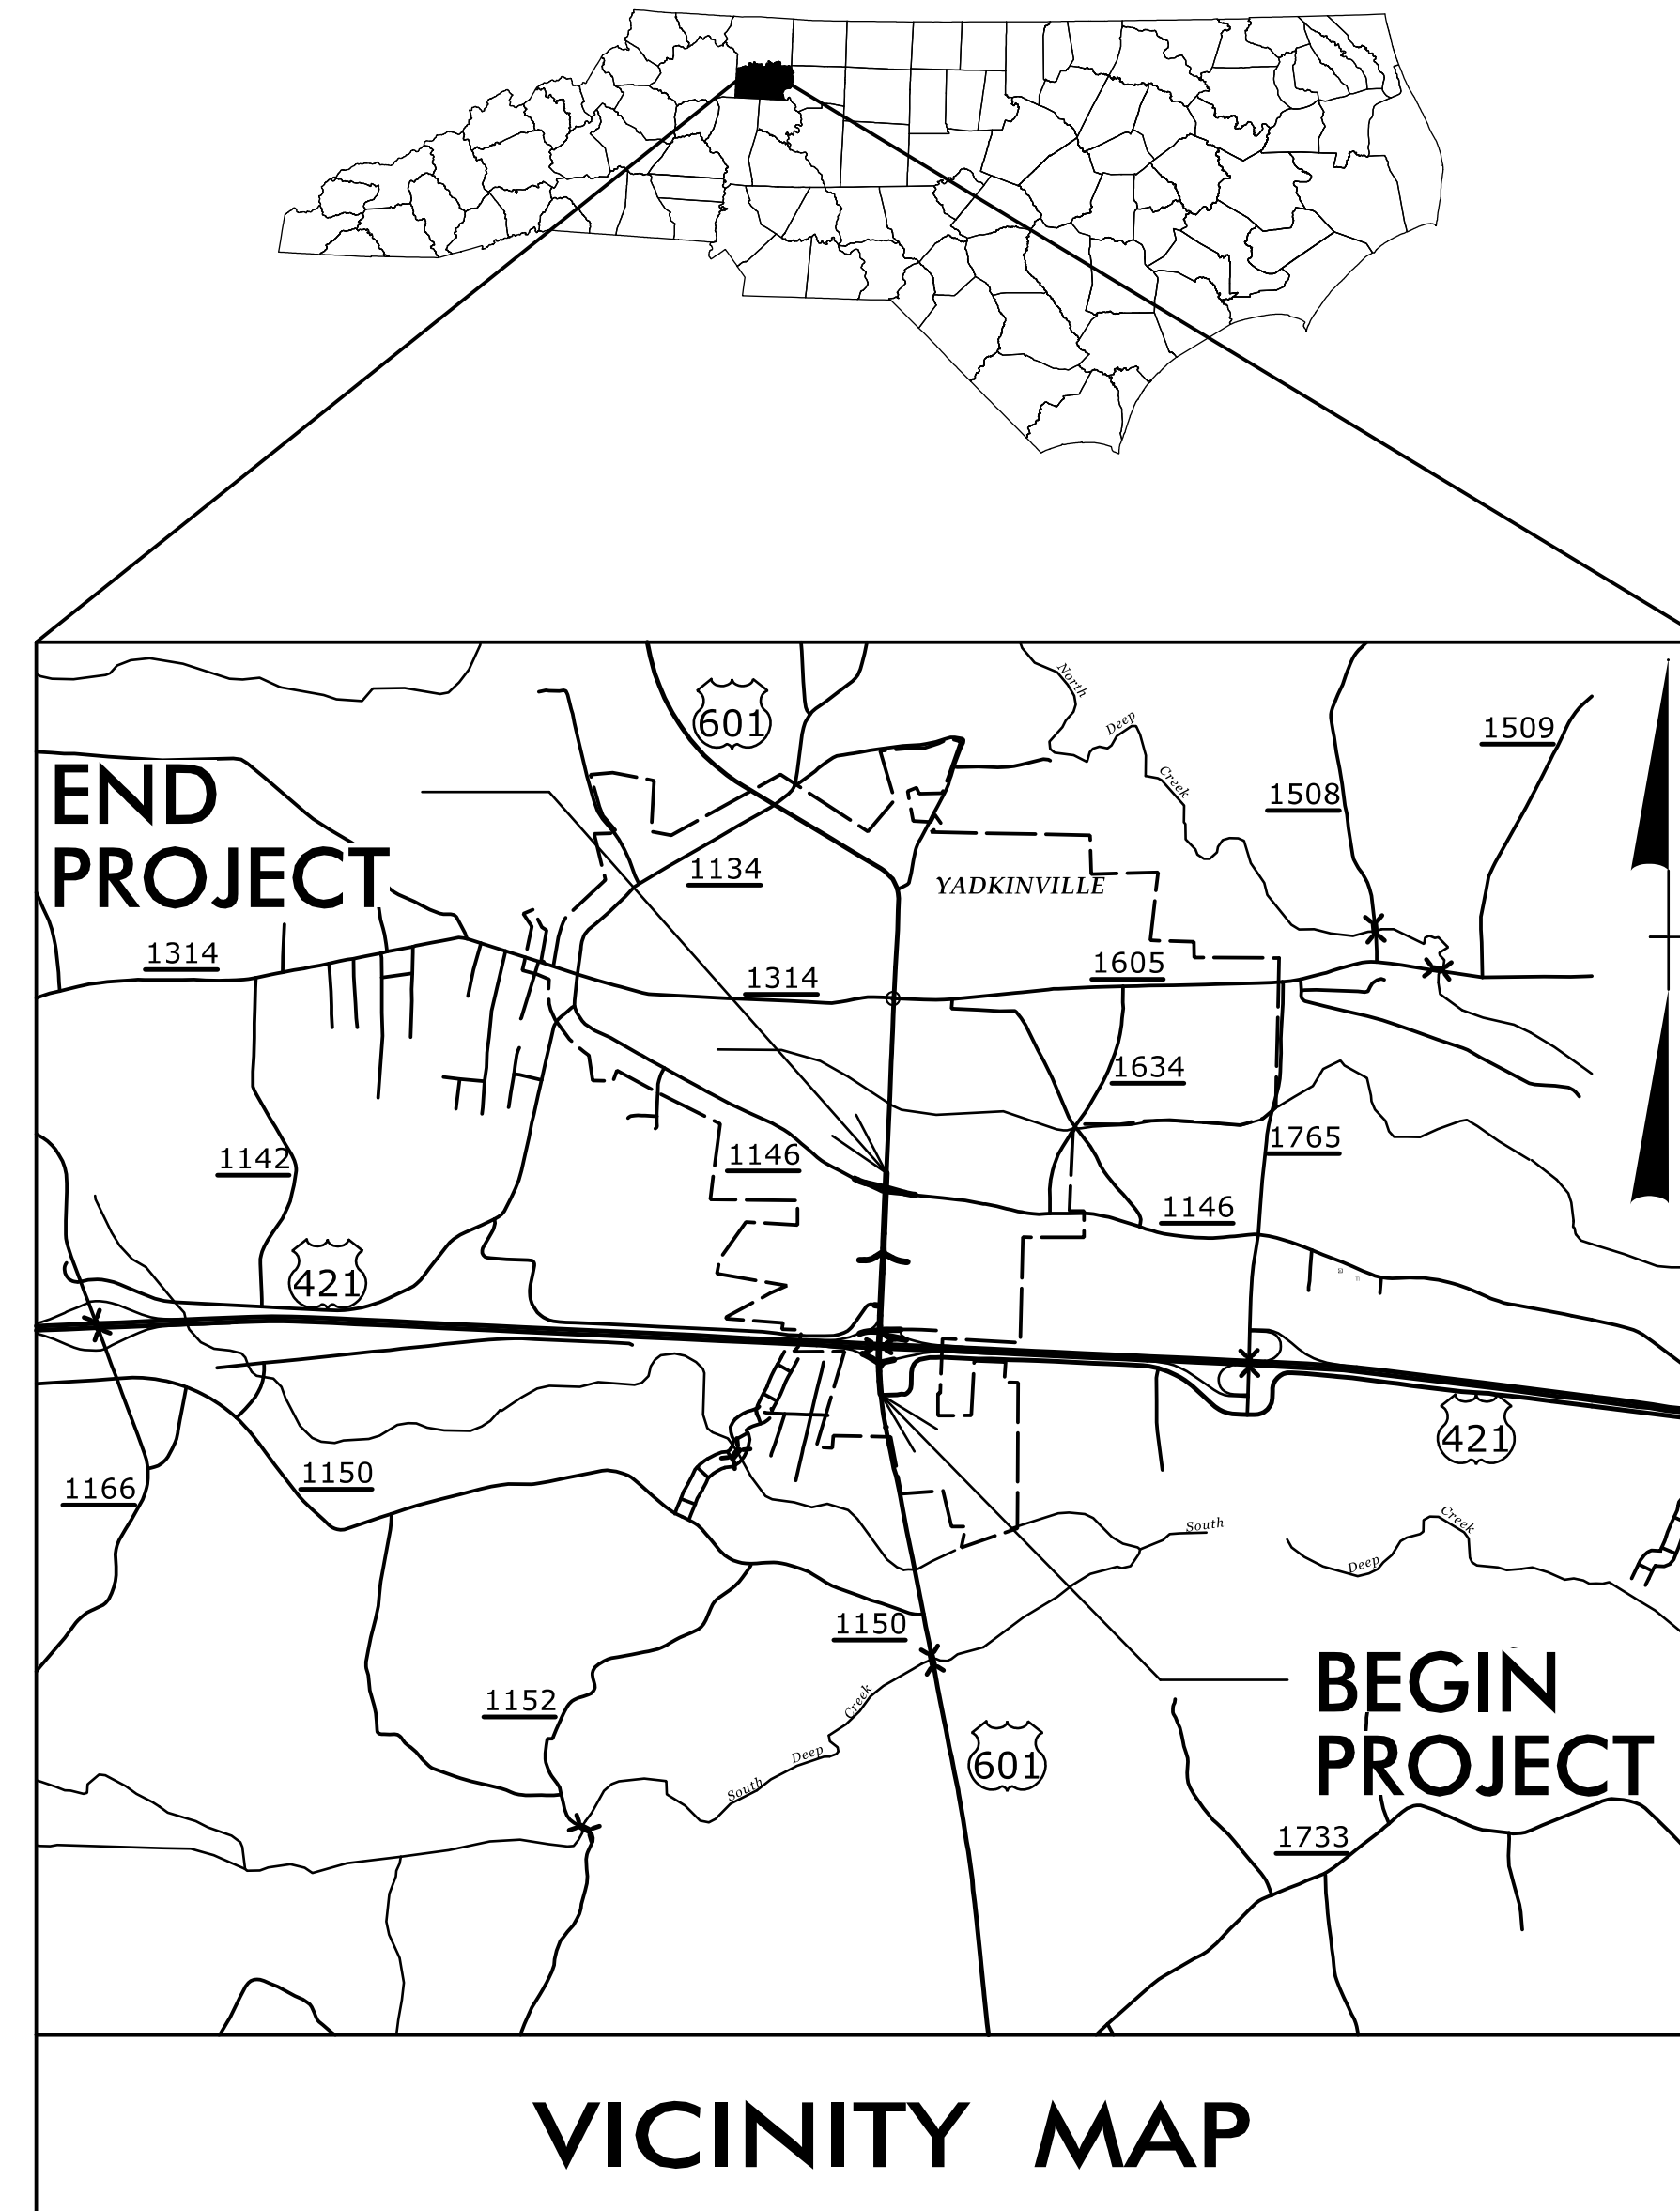 North
601
Deep
1509
END
Creek
1508
PROJECT
1134
YADKINVILLE
1314
1605
1314
1634
1765
1142
1146
1146
421
421
1150
1166
South
Creek
Deep
1150
BEGIN
PROJECT
1152
Creek
Deep
601
South
1733
VICINITY MAP